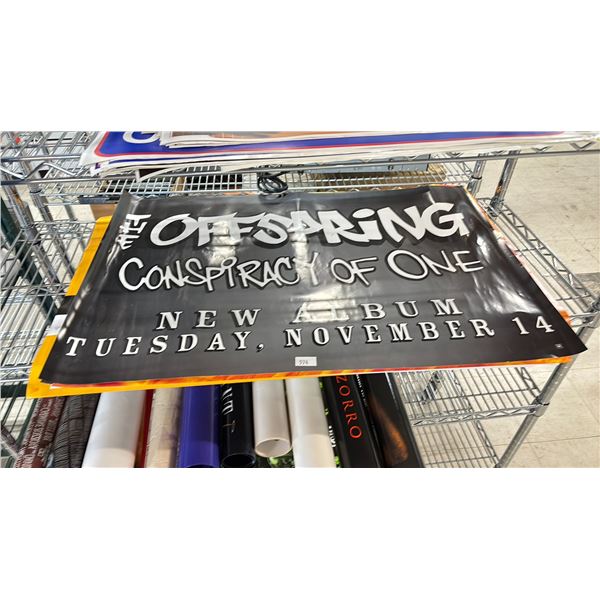 THE OFFSPRING
CONSPIRACY OF ONE
NEW ALBUM
TUESDAY, NOVEMBER 14
ZORRO